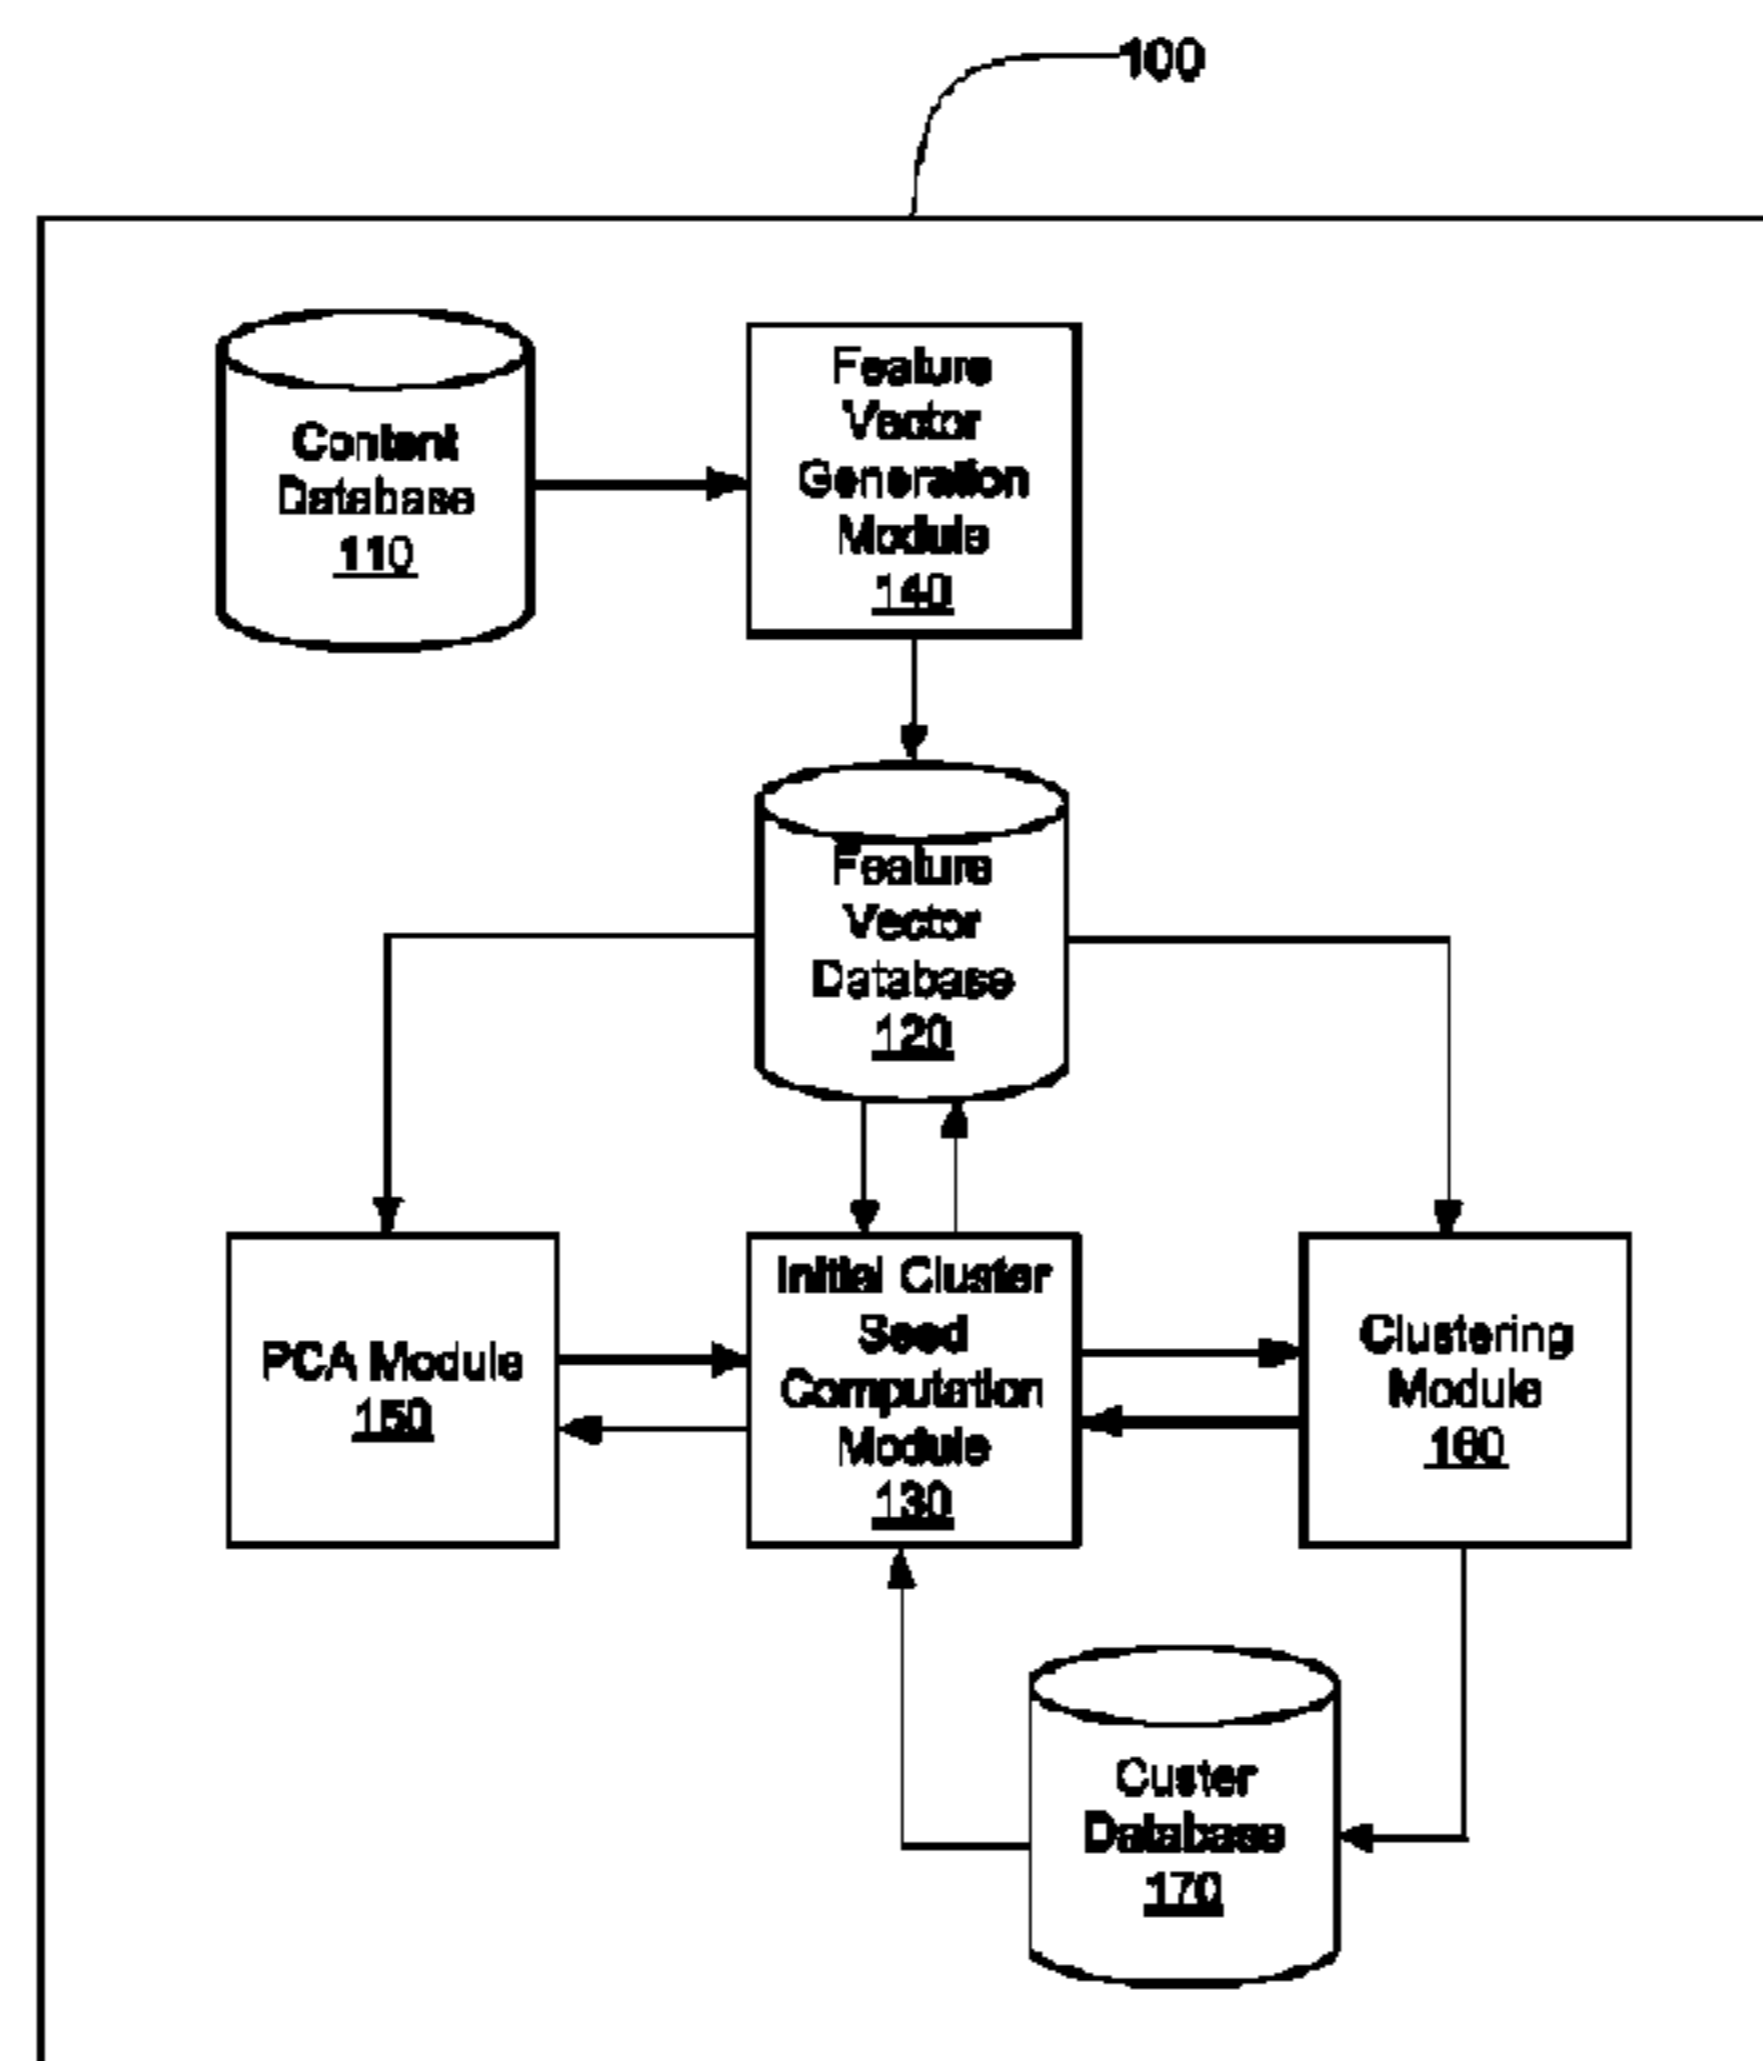 100
Content
Database
110
Feature
Vector
Generation
Module
140
Feature
Vector
Database
120
PCA Module
150
Initial Cluster
Seed
Computation
Module
130
Clustering
Module
160
Custer
Database
170